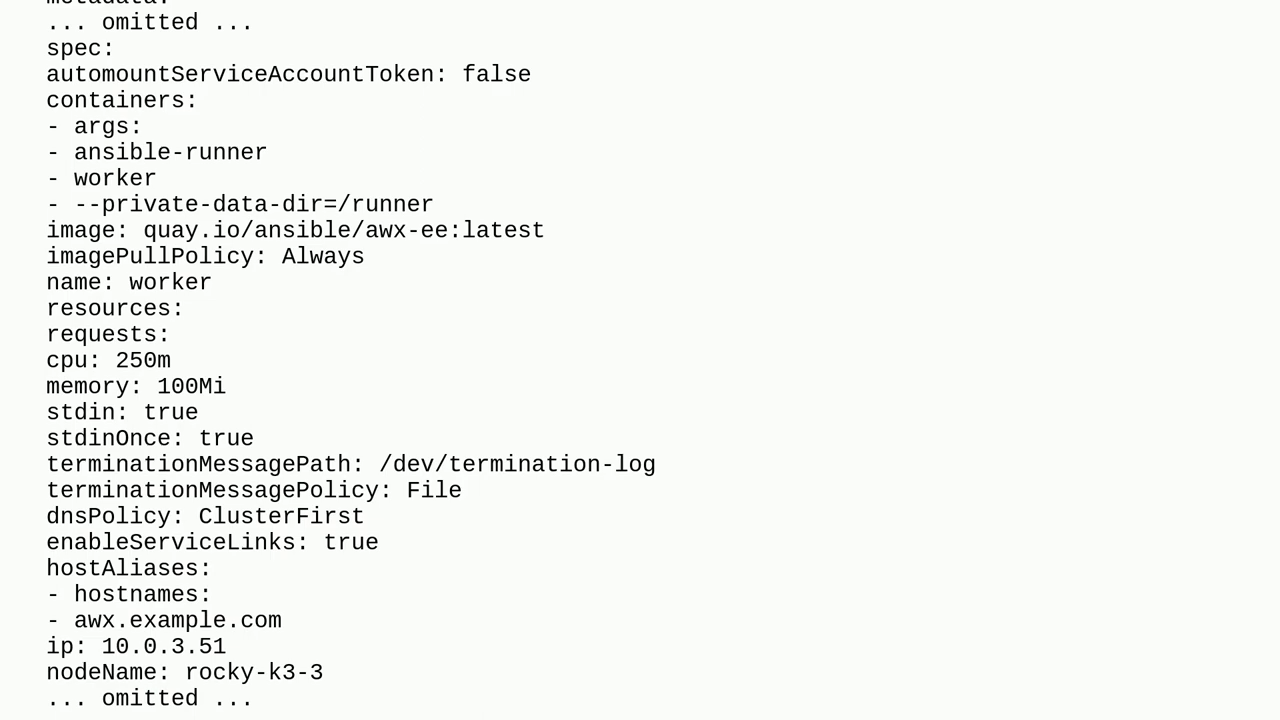 metadata:
... omitted ...
spec:
automountServiceAccountToken: false
containers:
- args:
- ansible-runner
- worker
- --private-data-dir=/runner
image: quay.io/ansible/awx-ee:latest
imagePullPolicy: Always
name: worker
resources:
requests:
cpu: 250m
memory: 100Mi
stdin: true
stdinOnce: true
terminationMessagePath: /dev/termination-log
terminationMessagePolicy: File
dnsPolicy: ClusterFirst
enableServiceLinks: true
hostAliases:
- hostnames:
- awx.example.com
ip: 10.0.3.51
nodeName: rocky-k3-3
... omitted ...